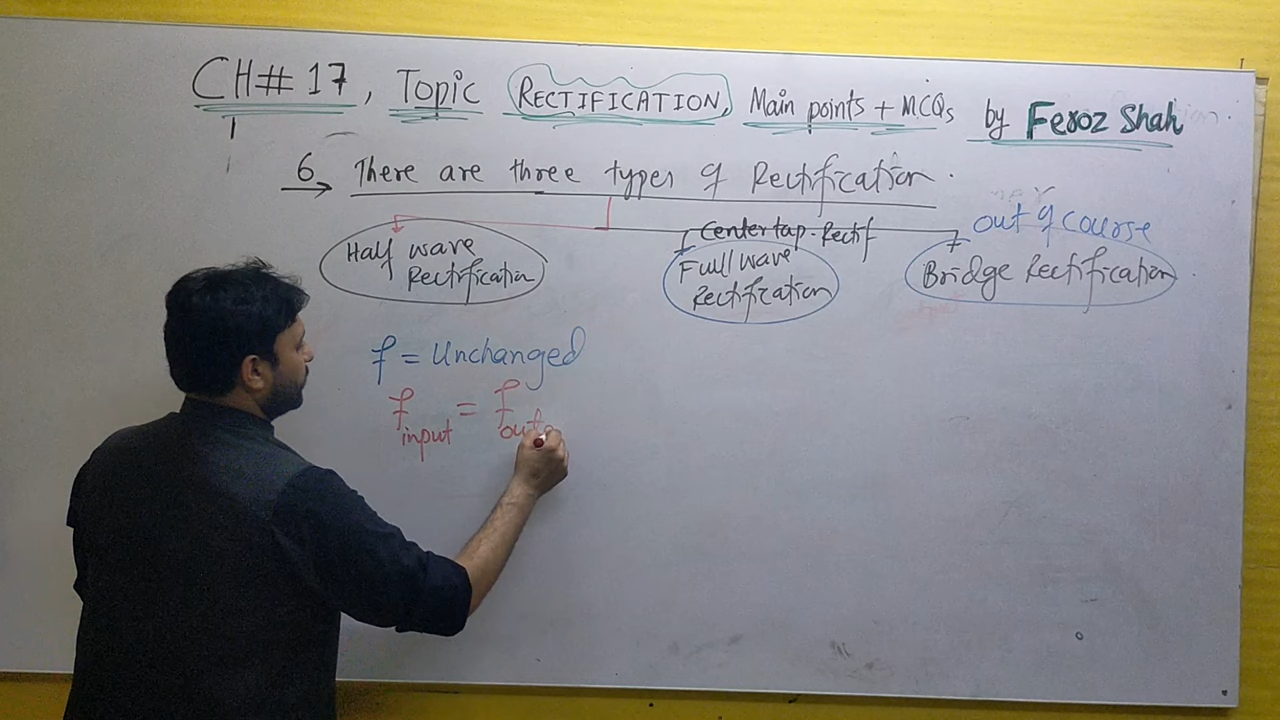 CH# 17, Topic RECTIFICATION, Main points + MCQs by Feroz Shah
6 There are three types of Rectification.
out of course
Center tap. Rectif
Half wave
Rectification
Full wave
Rectification
Bridge Rectification
f = Unchanged
f input = f outp